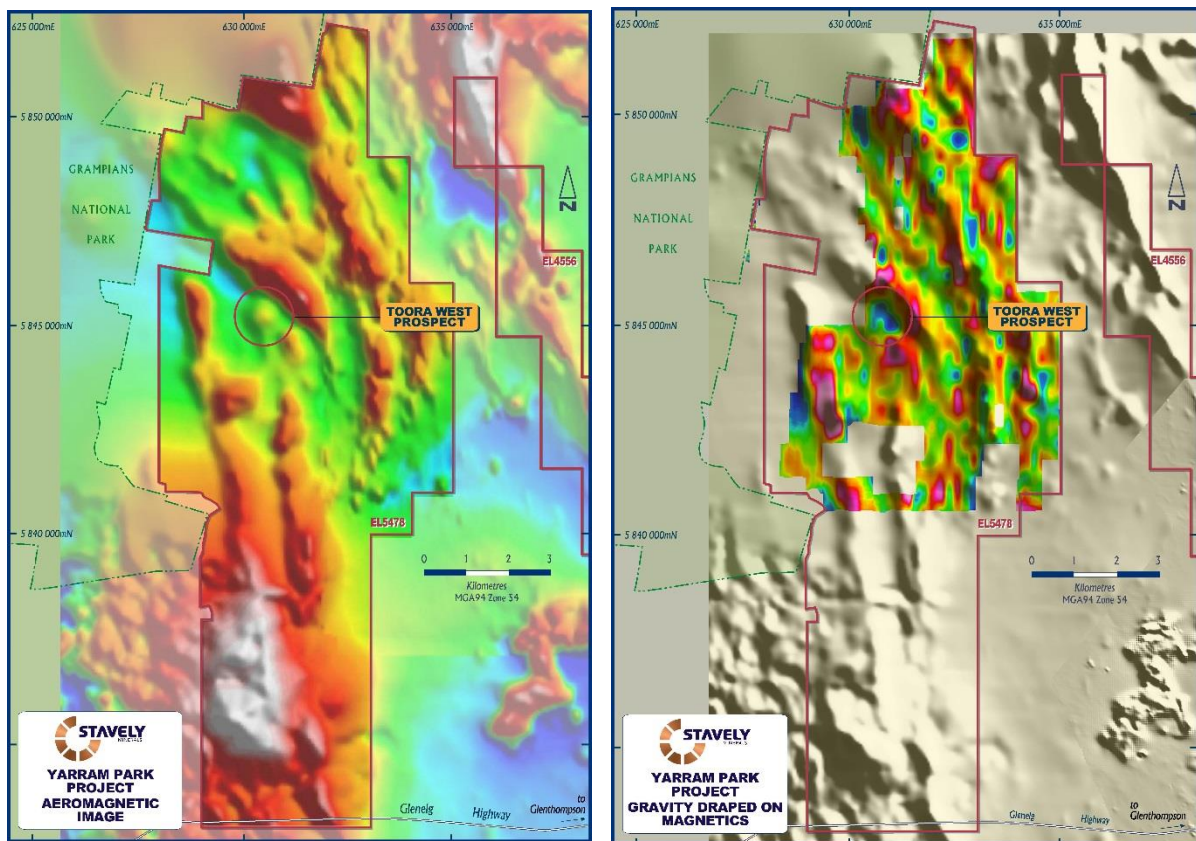 625 000mE
630 000mE
635 000mE
5 850 000mN
GRAMPIANS
NATIONAL
PARK
N
EL4556
TOORA WEST
PROSPECT
5 845 000mN
5 840 000mN
EL5478
0 1 2 3
Kilometres
MGA94 Zone 54
STAVELY
MINERALS
YARRAM PARK
PROJECT
AEROMAGNETIC
IMAGE
Glenelg Highway
to
Glenthompson
625 000mE
630 000mE
635 000mE
5 850 000mN
GRAMPIANS
NATIONAL
PARK
N
EL4556
TOORA WEST
PROSPECT
5 845 000mN
5 840 000mN
EL5478
0 1 2 3
Kilometres
MGA94 Zone 54
STAVELY
MINERALS
YARRAM PARK
PROJECT
GRAVITY DRAPED ON
MAGNETICS
Glenelg Highway
to
Glenthompson